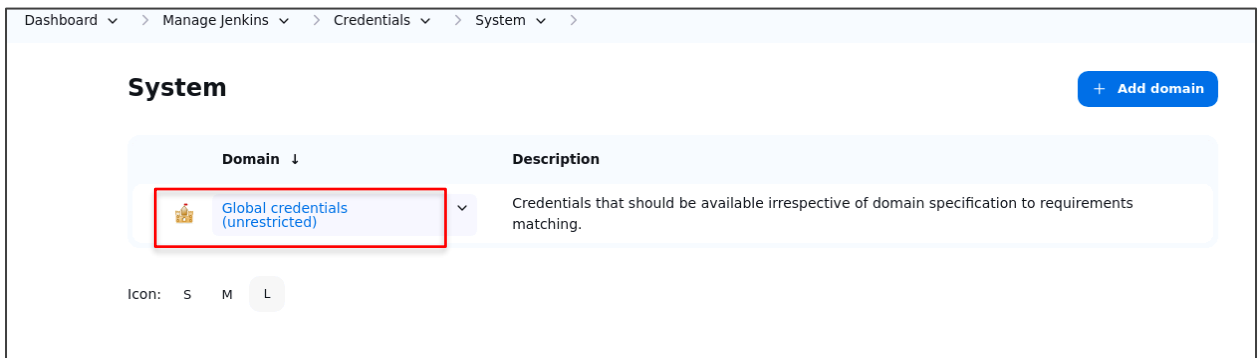 Dashboard > Manage Jenkins > Credentials > System >
System
+ Add domain
Domain ↓ Description
Global credentials (unrestricted)
Credentials that should be available irrespective of domain specification to requirements
matching.
Icon: S M L